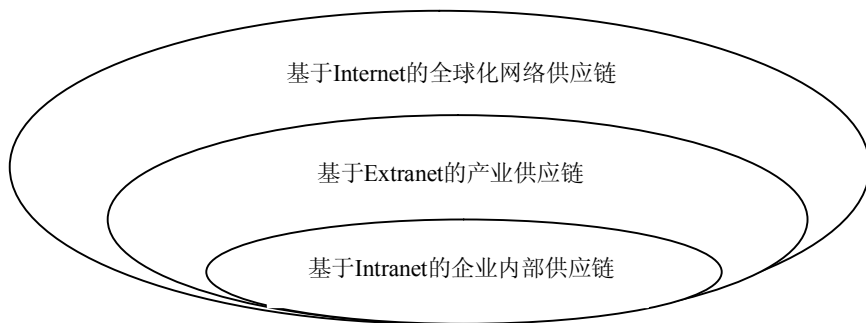 基于Internet的全球化网络供应链
基于Extranet的产业供应链
基于Intranet的企业内部供应链